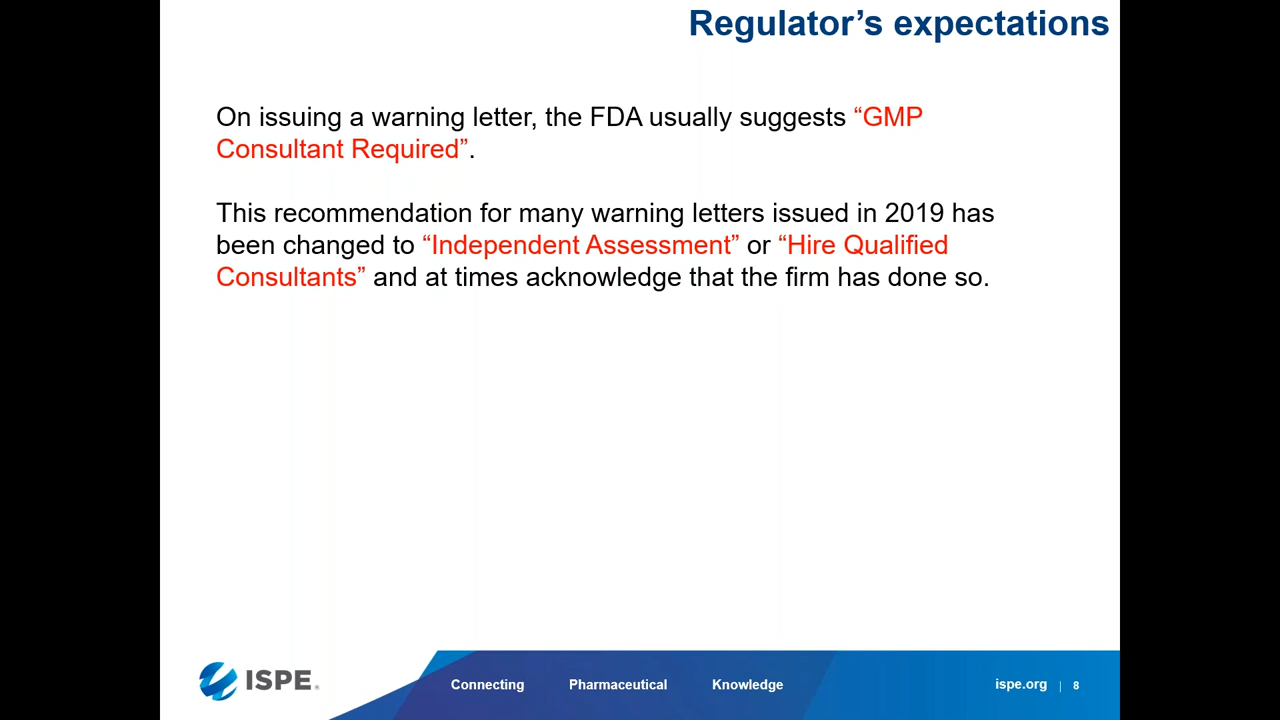 Regulator’s expectations
On issuing a warning letter, the FDA usually suggests “GMP
Consultant Required”.
This recommendation for many warning letters issued in 2019 has
been changed to “Independent Assessment” or “Hire Qualified
Consultants” and at times acknowledge that the firm has done so.
ISPE®
Connecting Pharmaceutical Knowledge
ispe.org | 8